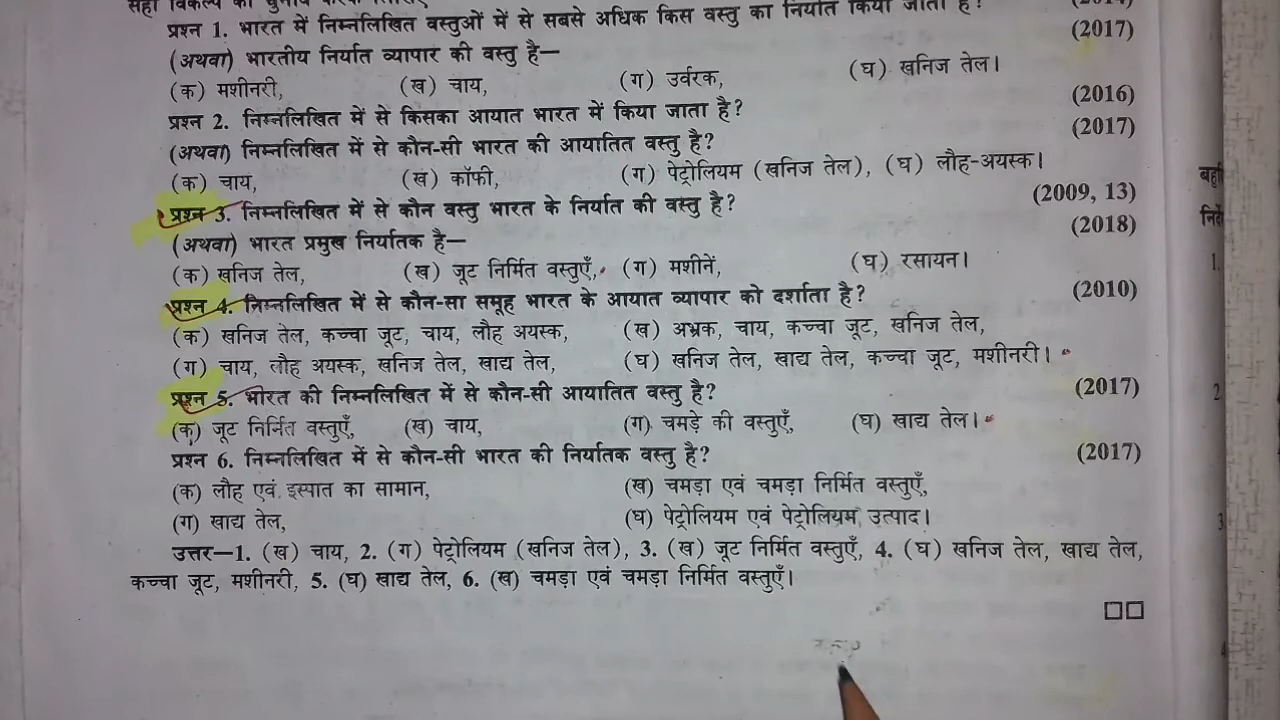 सही विकल्प का चुनाव करके लिखिए
प्रश्न 1. भारत में निम्नलिखित वस्तुओं में से सबसे अधिक किस वस्तु का निर्यात किया जाता है?
(2017)
(अथवा) भारतीय निर्यात व्यापार की वस्तु है—
(क) मशीनरी, (ख) चाय, (ग) उर्वरक, (घ) खनिज तेल।
प्रश्न 2. निम्नलिखित में से किसका आयात भारत में किया जाता है? (2016)
(अथवा) निम्नलिखित में से कौन-सी भारत की आयातित वस्तु है? (2017)
(क) चाय, (ख) कॉफी, (ग) पेट्रोलियम (खनिज तेल), (घ) लौह-अयस्क।
प्रश्न 3. निम्नलिखित में से कौन वस्तु भारत के निर्यात की वस्तु है? (2009, 13)
(अथवा) भारत प्रमुख निर्यातक है— (2018)
(क) खनिज तेल, (ख) जूट निर्मित वस्तुएँ, (ग) मशीनें, (घ) रसायन।
प्रश्न 4. निम्नलिखित में से कौन-सा समूह भारत के आयात व्यापार को दर्शाता है? (2010)
(क) खनिज तेल, कच्चा जूट, चाय, लौह अयस्क, (ख) अभ्रक, चाय, कच्चा जूट, खनिज तेल,
(ग) चाय, लौह अयस्क, खनिज तेल, खाद्य तेल, (घ) खनिज तेल, खाद्य तेल, कच्चा जूट, मशीनरी।
प्रश्न 5. भारत की निम्नलिखित में से कौन-सी आयातित वस्तु है? (2017)
(क) जूट निर्मित वस्तुएँ, (ख) चाय, (ग) चमड़े की वस्तुएँ, (घ) खाद्य तेल।
प्रश्न 6. निम्नलिखित में से कौन-सी भारत की निर्यातक वस्तु है? (2017)
(क) लौह एवं इस्पात का सामान, (ख) चमड़ा एवं चमड़ा निर्मित वस्तुएँ,
(ग) खाद्य तेल, (घ) पेट्रोलियम एवं पेट्रोलियम उत्पाद।
उत्तर—1. (ख) चाय, 2. (ग) पेट्रोलियम (खनिज तेल), 3. (ख) जूट निर्मित वस्तुएँ, 4. (घ) खनिज तेल, खाद्य तेल,
कच्चा जूट, मशीनरी, 5. (घ) खाद्य तेल, 6. (ख) चमड़ा एवं चमड़ा निर्मित वस्तुएँ।
1.
2
3